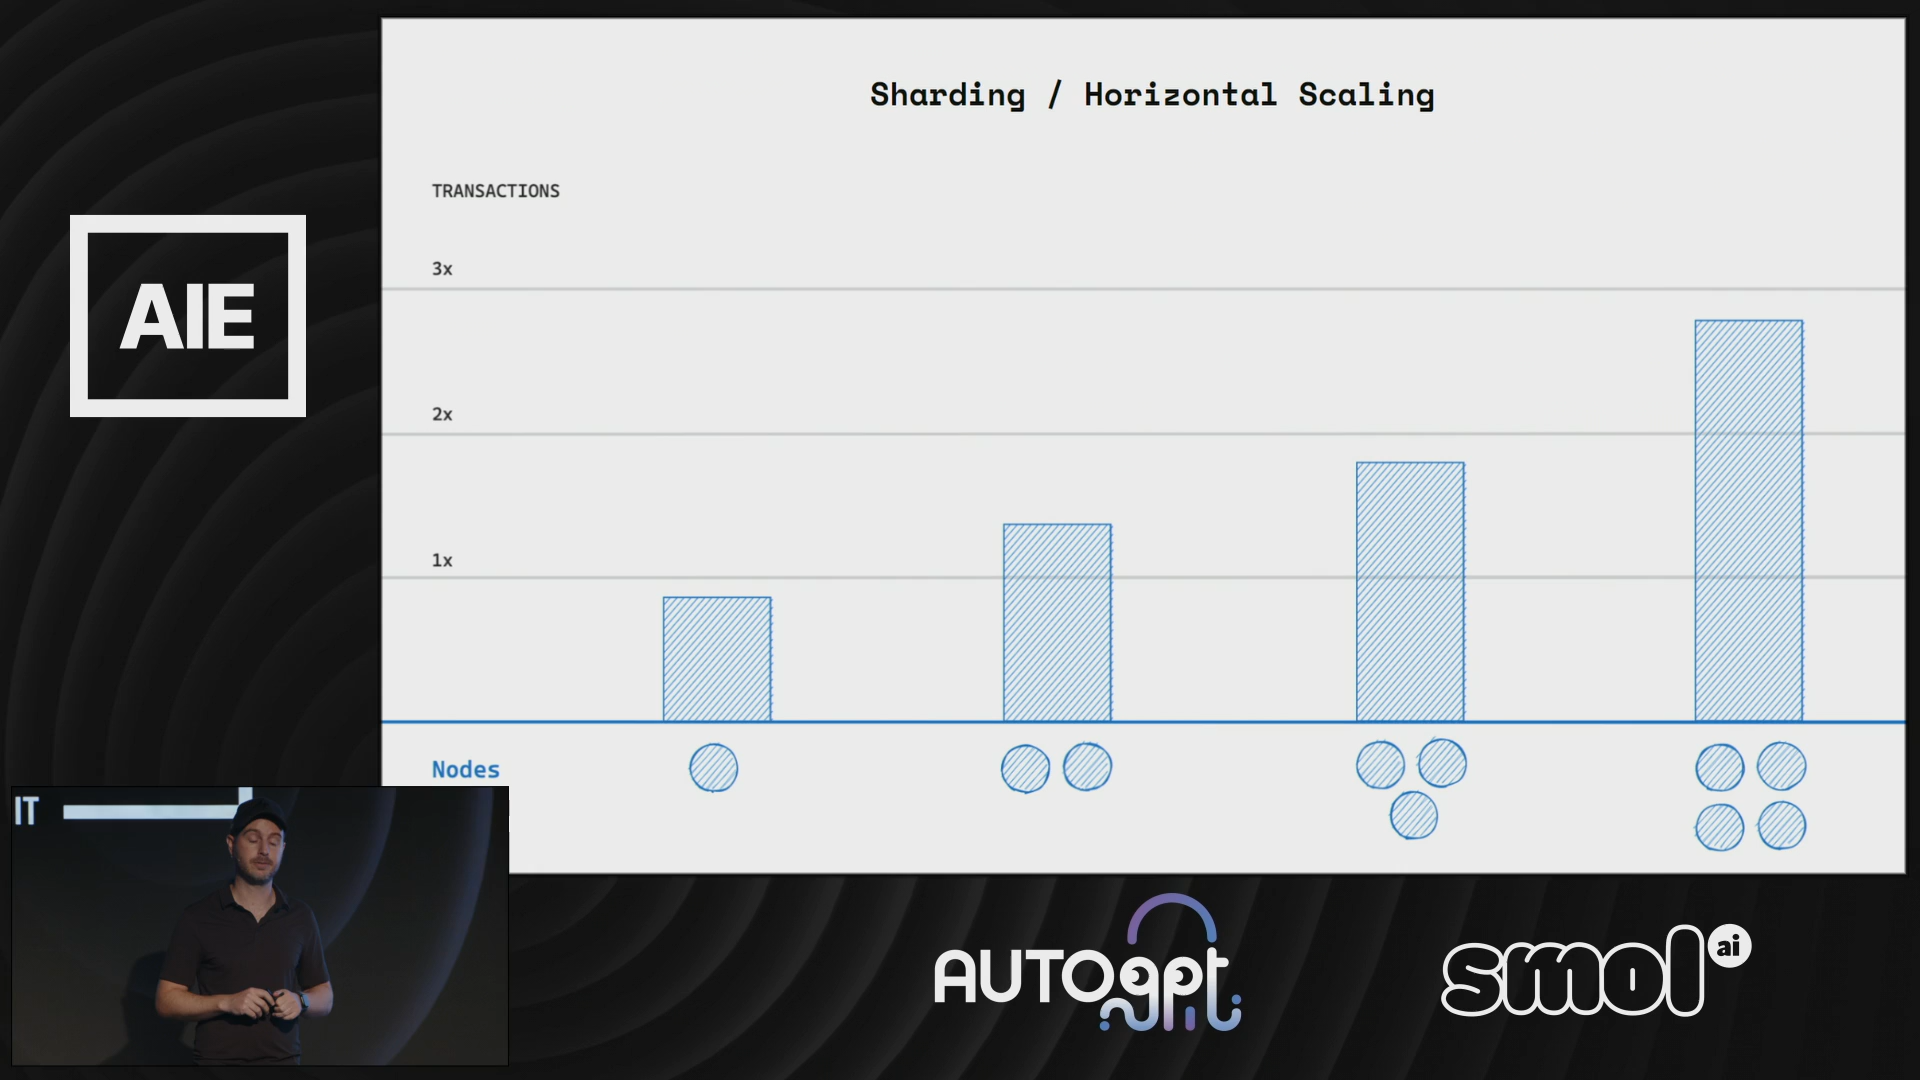 Sharding / Horizontal Scaling
TRANSACTIONS
3x
2x
1x
Nodes
AIE
IT
AUTOgpt
smol ai